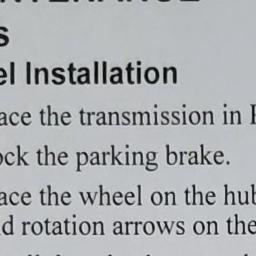 el Installation
ace the transmission in
ock the parking brake.
ace the wheel on the hub
d rotation arrows on the